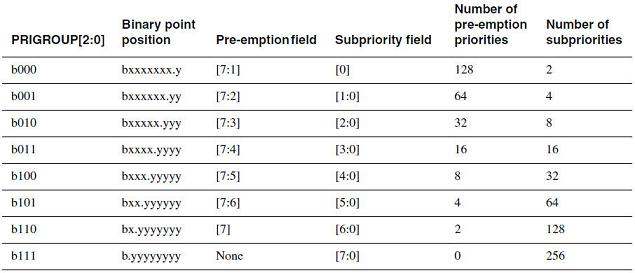 PRIGROUP[2:0] Binary point position Pre-emption field Subpriority field Number of pre-emption priorities Number of subpriorities
b000 bxxxxxxx.y [7:1] [0] 128 2
b001 bxxxxxx.yy [7:2] [1:0] 64 4
b010 bxxxxx.yyy [7:3] [2:0] 32 8
b011 bxxxx.yyyy [7:4] [3:0] 16 16
b100 bxxx.yyyyy [7:5] [4:0] 8 32
b101 bxx.yyyyyy [7:6] [5:0] 4 64
b110 bx.yyyyyyy [7] [6:0] 2 128
b111 b.yyyyyyyy None [7:0] 0 256